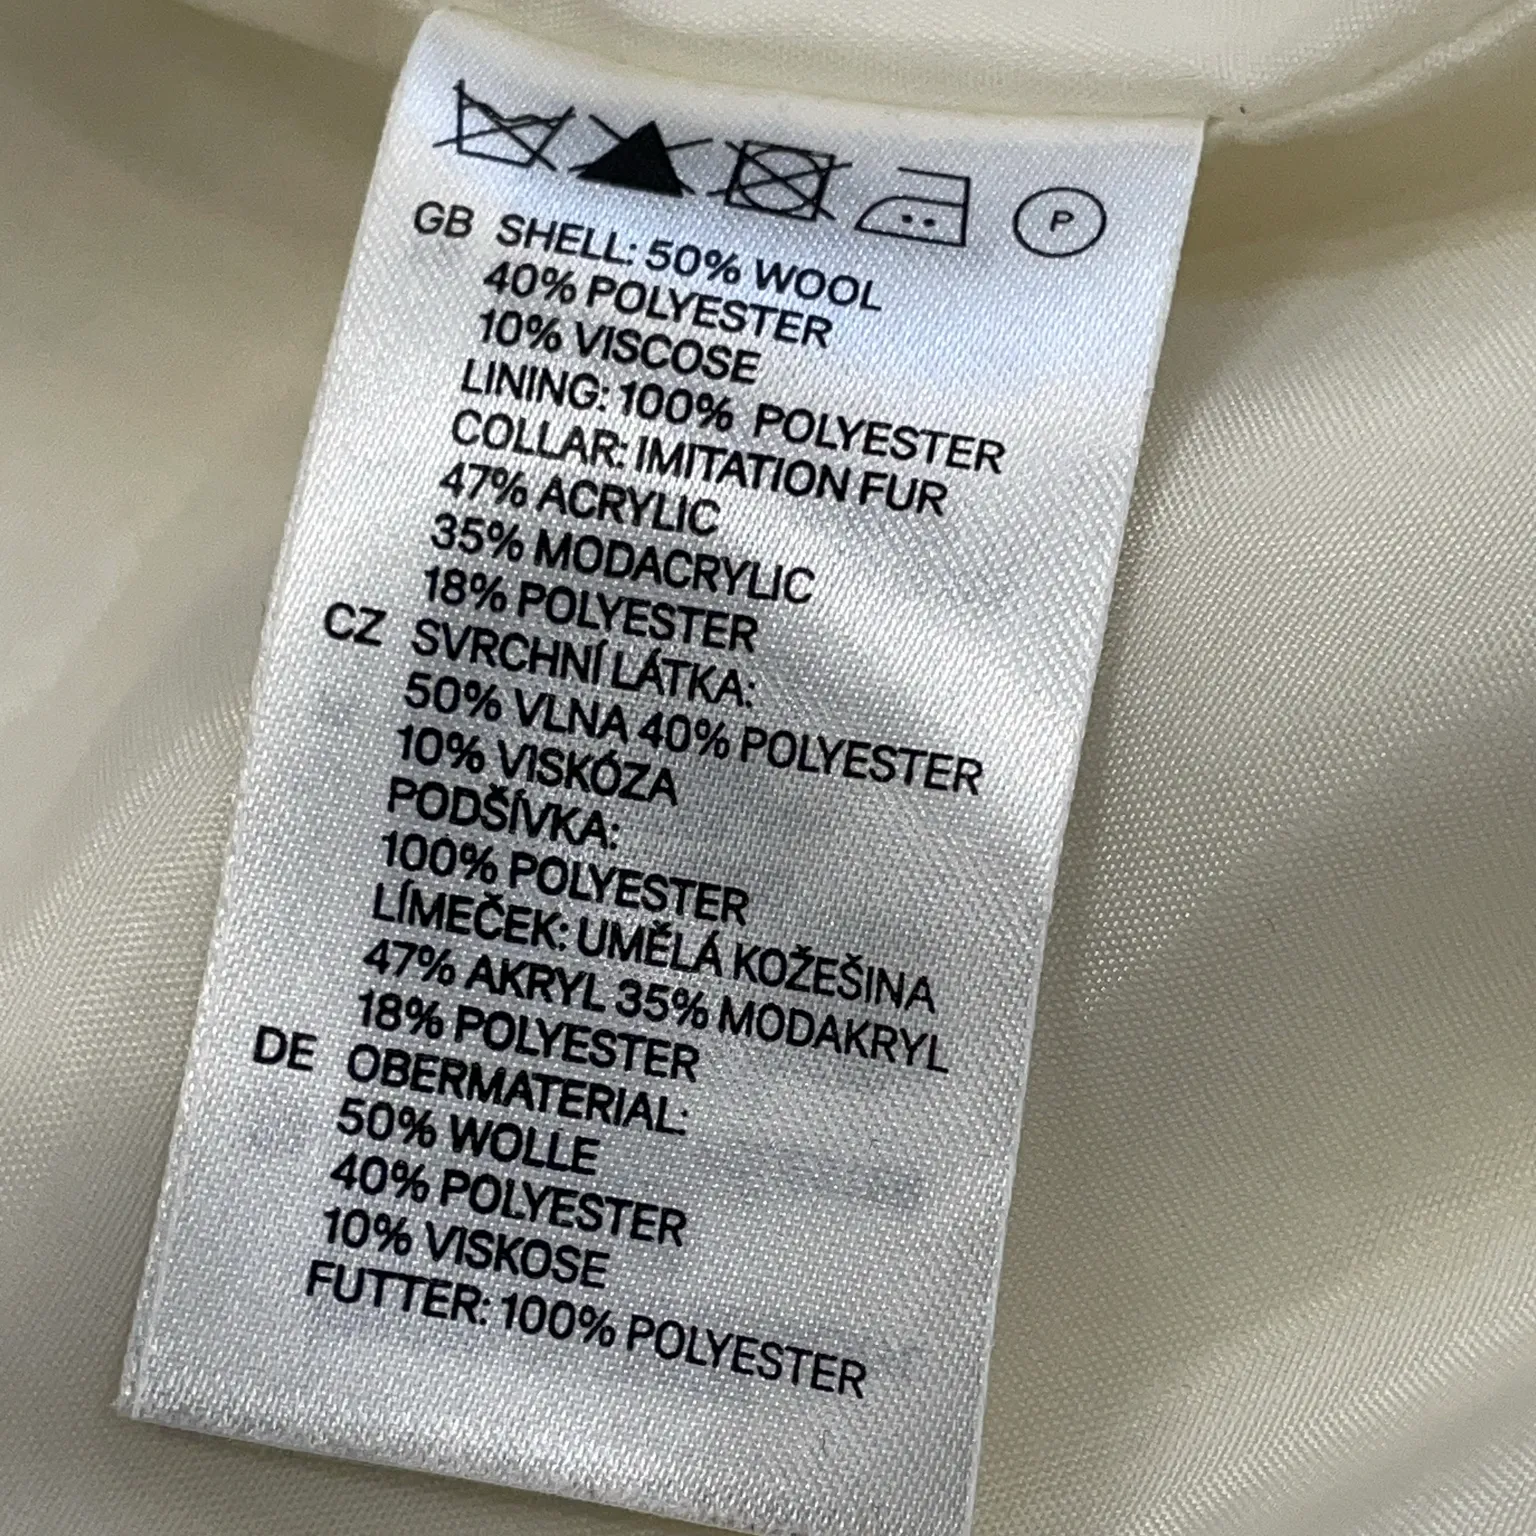 P
GB SHELL: 50% WOOL
40% POLYESTER
10% VISCOSE
LINING: 100% POLYESTER
COLLAR: IMITATION FUR
47% ACRYLIC
35% MODACRYLIC
18% POLYESTER
CZ SVRCHNÍ LÁTKA:
50% VLNA 40% POLYESTER
10% VISKÓZA
PODŠÍVKA:
100% POLYESTER
LÍMEČEK: UMĚLÁ KOŽEŠINA
47% AKRYL 35% MODAKRYL
18% POLYESTER
DE OBERMATERIAL:
50% WOLLE
40% POLYESTER
10% VISKOSE
FUTTER: 100% POLYESTER